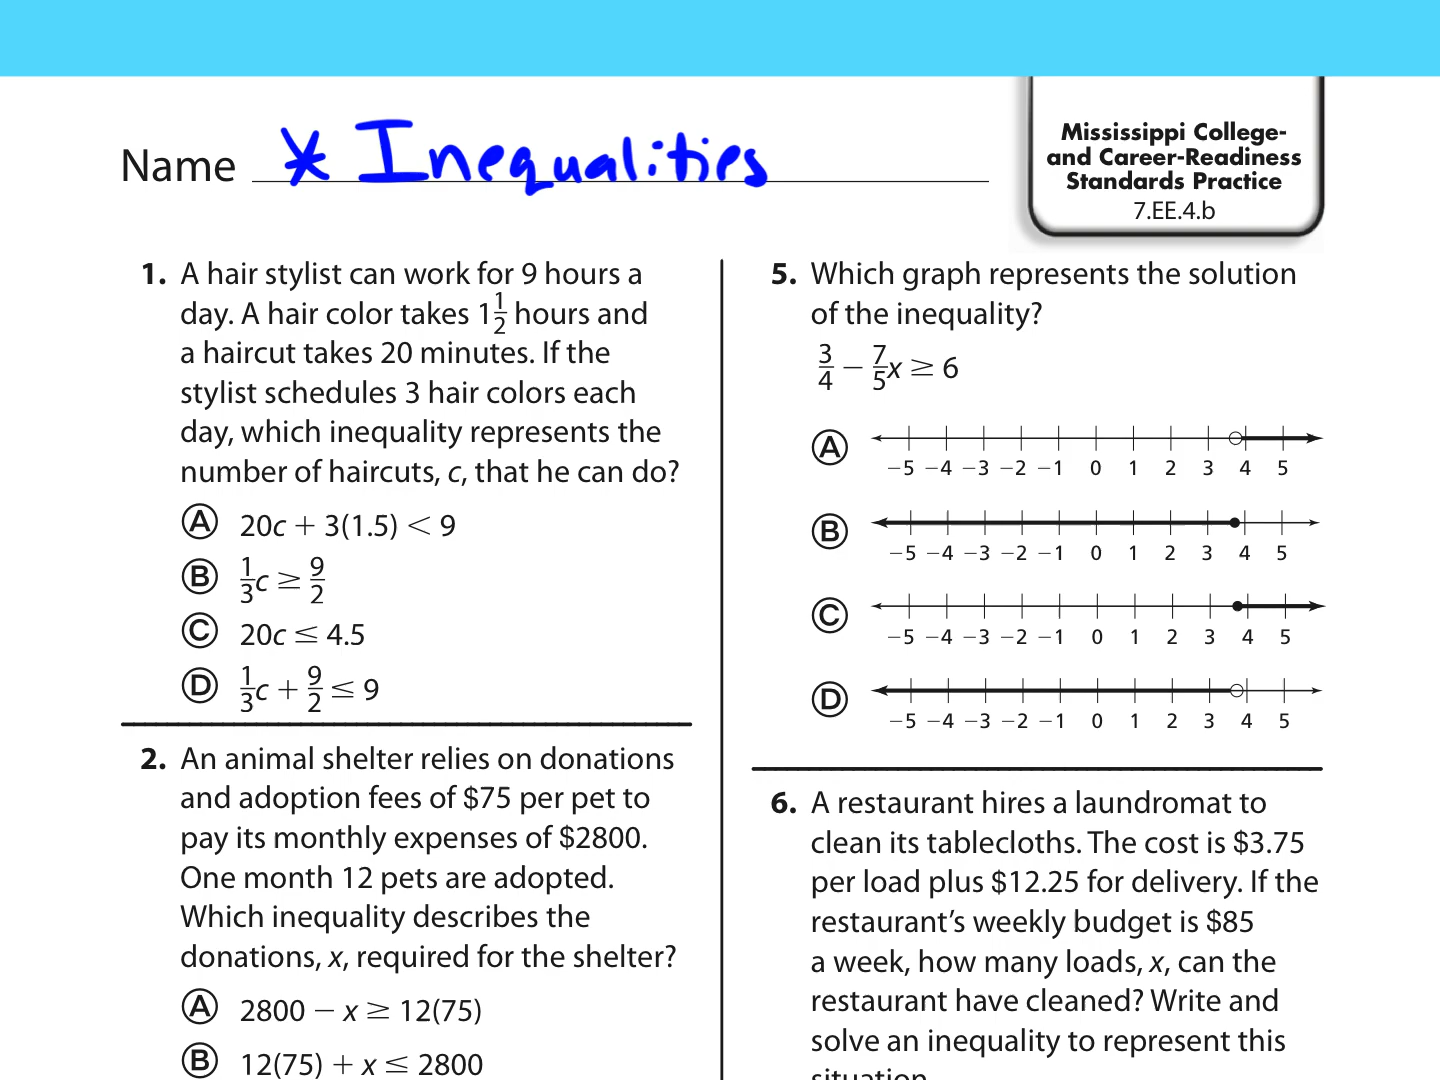 Name * Inequalities
Mississippi College-
and Career-Readiness
Standards Practice
7.EE.4.b
1. A hair stylist can work for 9 hours a
day. A hair color takes 1 1/2 hours and
a haircut takes 20 minutes. If the
stylist schedules 3 hair colors each
day, which inequality represents the
number of haircuts, c, that he can do?
A 20c + 3(1.5) < 9
B 1/3c ≥ 9/2
C 20c ≤ 4.5
D 1/3c + 9/2 ≤ 9
2. An animal shelter relies on donations
and adoption fees of $75 per pet to
pay its monthly expenses of $2800.
One month 12 pets are adopted.
Which inequality describes the
donations, x, required for the shelter?
A 2800 − x ≥ 12(75)
B 12(75) + x ≤ 2800
5. Which graph represents the solution
of the inequality?
3/4 − 7/5x ≥ 6
A
−5 −4 −3 −2 −1 0 1 2 3 4 5
B
−5 −4 −3 −2 −1 0 1 2 3 4 5
C
−5 −4 −3 −2 −1 0 1 2 3 4 5
D
−5 −4 −3 −2 −1 0 1 2 3 4 5
6. A restaurant hires a laundromat to
clean its tablecloths. The cost is $3.75
per load plus $12.25 for delivery. If the
restaurant's weekly budget is $85
a week, how many loads, x, can the
restaurant have cleaned? Write and
solve an inequality to represent this
situation